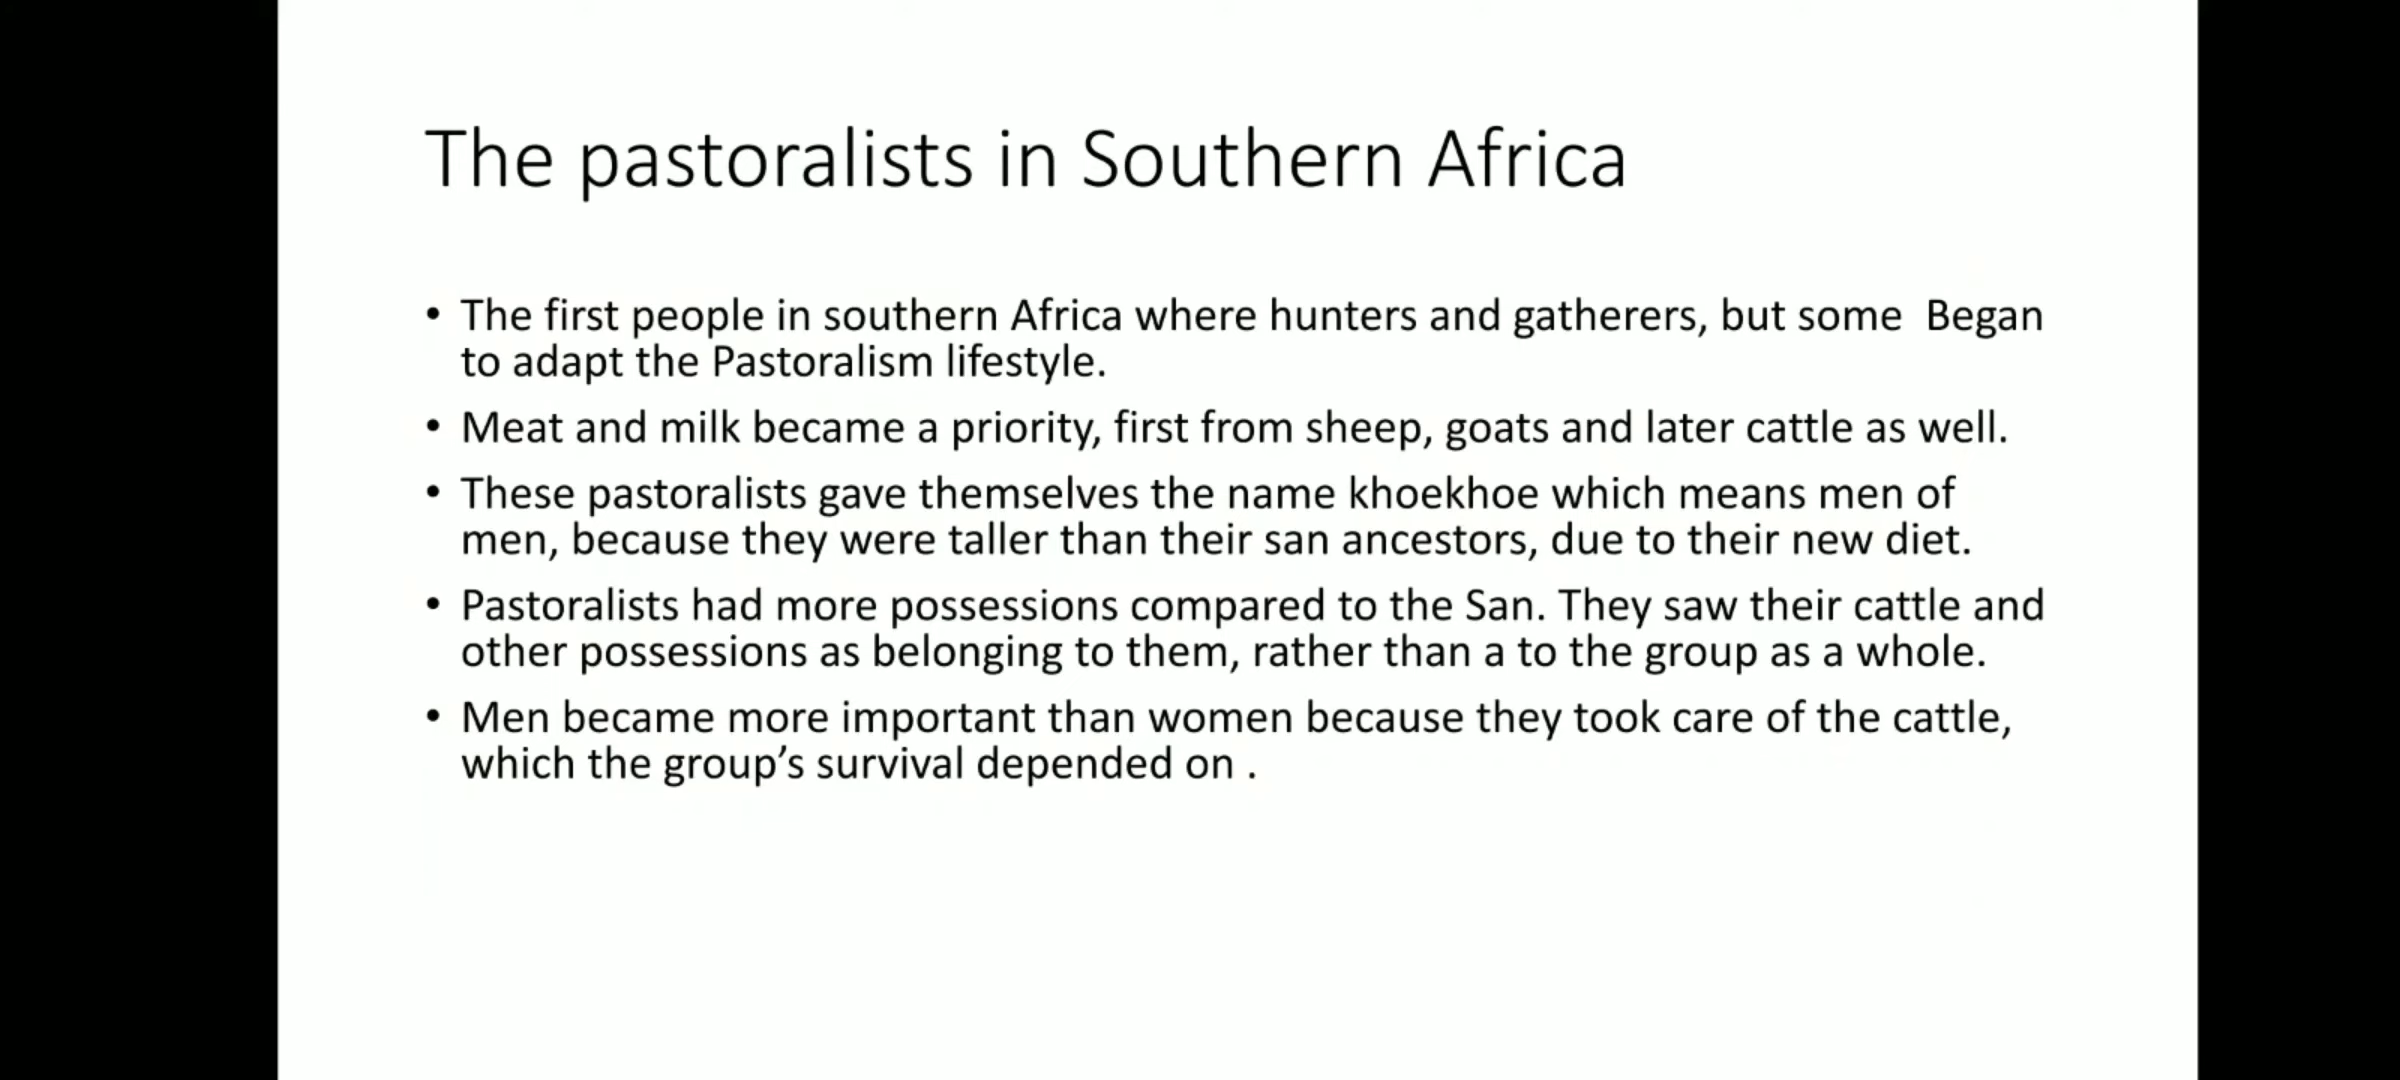 The pastoralists in Southern Africa
• The first people in southern Africa where hunters and gatherers, but some  Began
to adapt the Pastoralism lifestyle.
• Meat and milk became a priority, first from sheep, goats and later cattle as well.
• These pastoralists gave themselves the name khoekhoe which means men of
men, because they were taller than their san ancestors, due to their new diet.
• Pastoralists had more possessions compared to the San. They saw their cattle and
other possessions as belonging to them, rather than a to the group as a whole.
• Men became more important than women because they took care of the cattle,
which the group’s survival depended on .